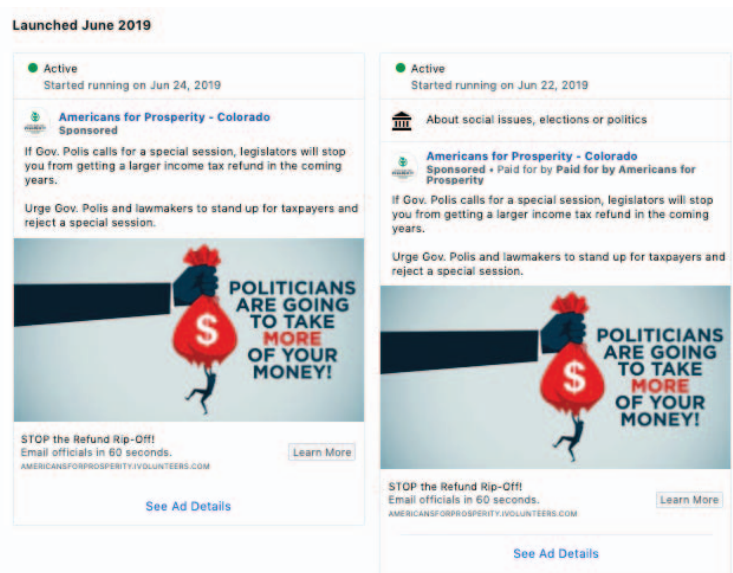 Launched June 2019
Active
Started running on Jun 24, 2019
Americans for Prosperity - Colorado
Sponsored
If Gov. Polis calls for a special session, legislators will stop
you from getting a larger income tax refund in the coming
years.
Urge Gov. Polis and lawmakers to stand up for taxpayers and
reject a special session.
POLITICIANS
ARE GOING
TO TAKE
MORE
OF YOUR
MONEY!
$
STOP the Refund Rip-Off!
Email officials in 60 seconds.
Learn More
AMERICANSFORPROSPERITY.IVOLUNTEERS.COM
See Ad Details
Active
Started running on Jun 22, 2019
About social issues, elections or politics
Americans for Prosperity - Colorado
Sponsored • Paid for by Paid for by Americans for
Prosperity
If Gov. Polis calls for a special session, legislators will stop
you from getting a larger income tax refund in the coming
years.
Urge Gov. Polis and lawmakers to stand up for taxpayers and
reject a special session.
POLITICIANS
ARE GOING
TO TAKE
MORE
OF YOUR
MONEY!
$
STOP the Refund Rip-Off!
Email officials in 60 seconds.
Learn More
AMERICANSFORPROSPERITY.IVOLUNTEERS.COM
See Ad Details